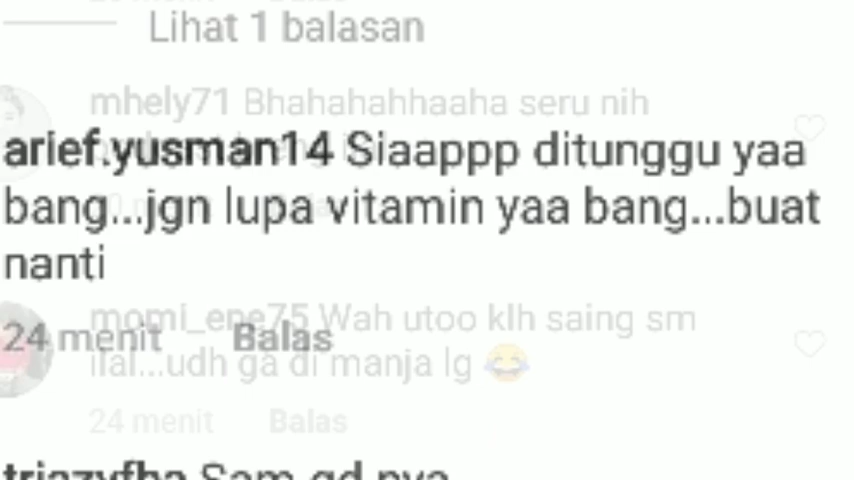 Lihat 1 balasan
mhely71 Bhahahahhaaha seru nih
arief.yusman14 Siaappp ditunggu yaa
bang...jgn lupa vitamin yaa bang...buat
nanti
momi_ene75 Wah utoo klh saing sm
24 menit Balas
ilal...udh ga di manja lg 😂
24 menit Balas